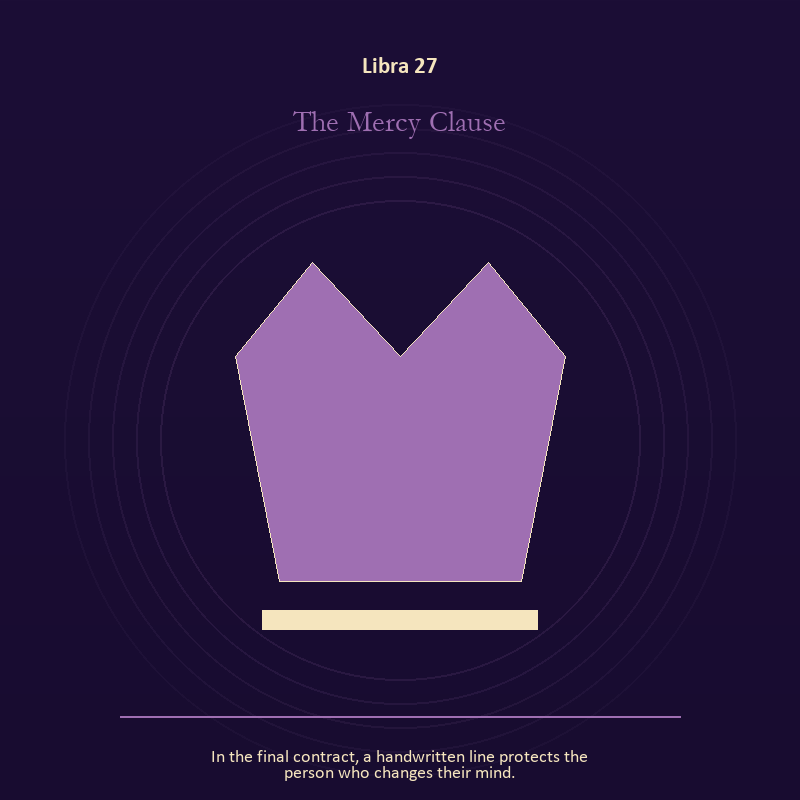 Libra 27
The Mercy Clause
In the final contract, a handwritten line protects the
person who changes their mind.